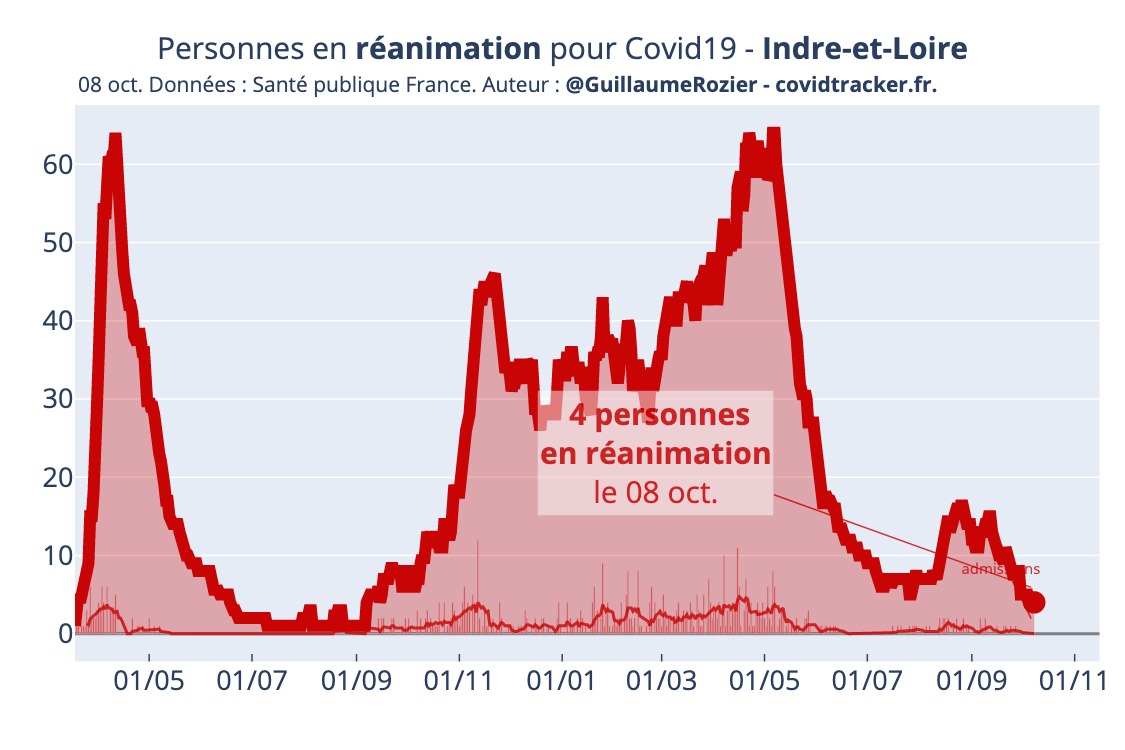 Personnes en réanimation pour Covid19 - Indre-et-Loire
08 oct. Données : Santé publique France. Auteur : @GuillaumeRozier - covidtracker.fr.
60
50
40
30
20
10
0
4 personnes
en réanimation
le 08 oct.
admissions
01/05 01/07 01/09 01/11 01/01 01/03 01/05 01/07 01/09 01/11